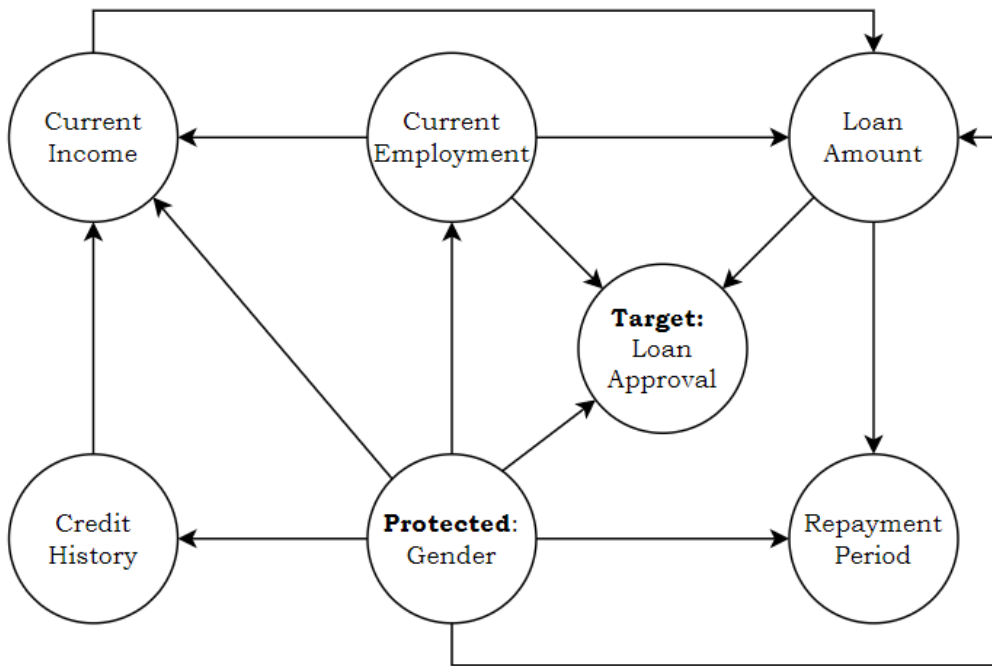 Current
Income
Current
Employment
Loan
Amount
Target:
Loan
Approval
Credit
History
Protected:
Gender
Repayment
Period